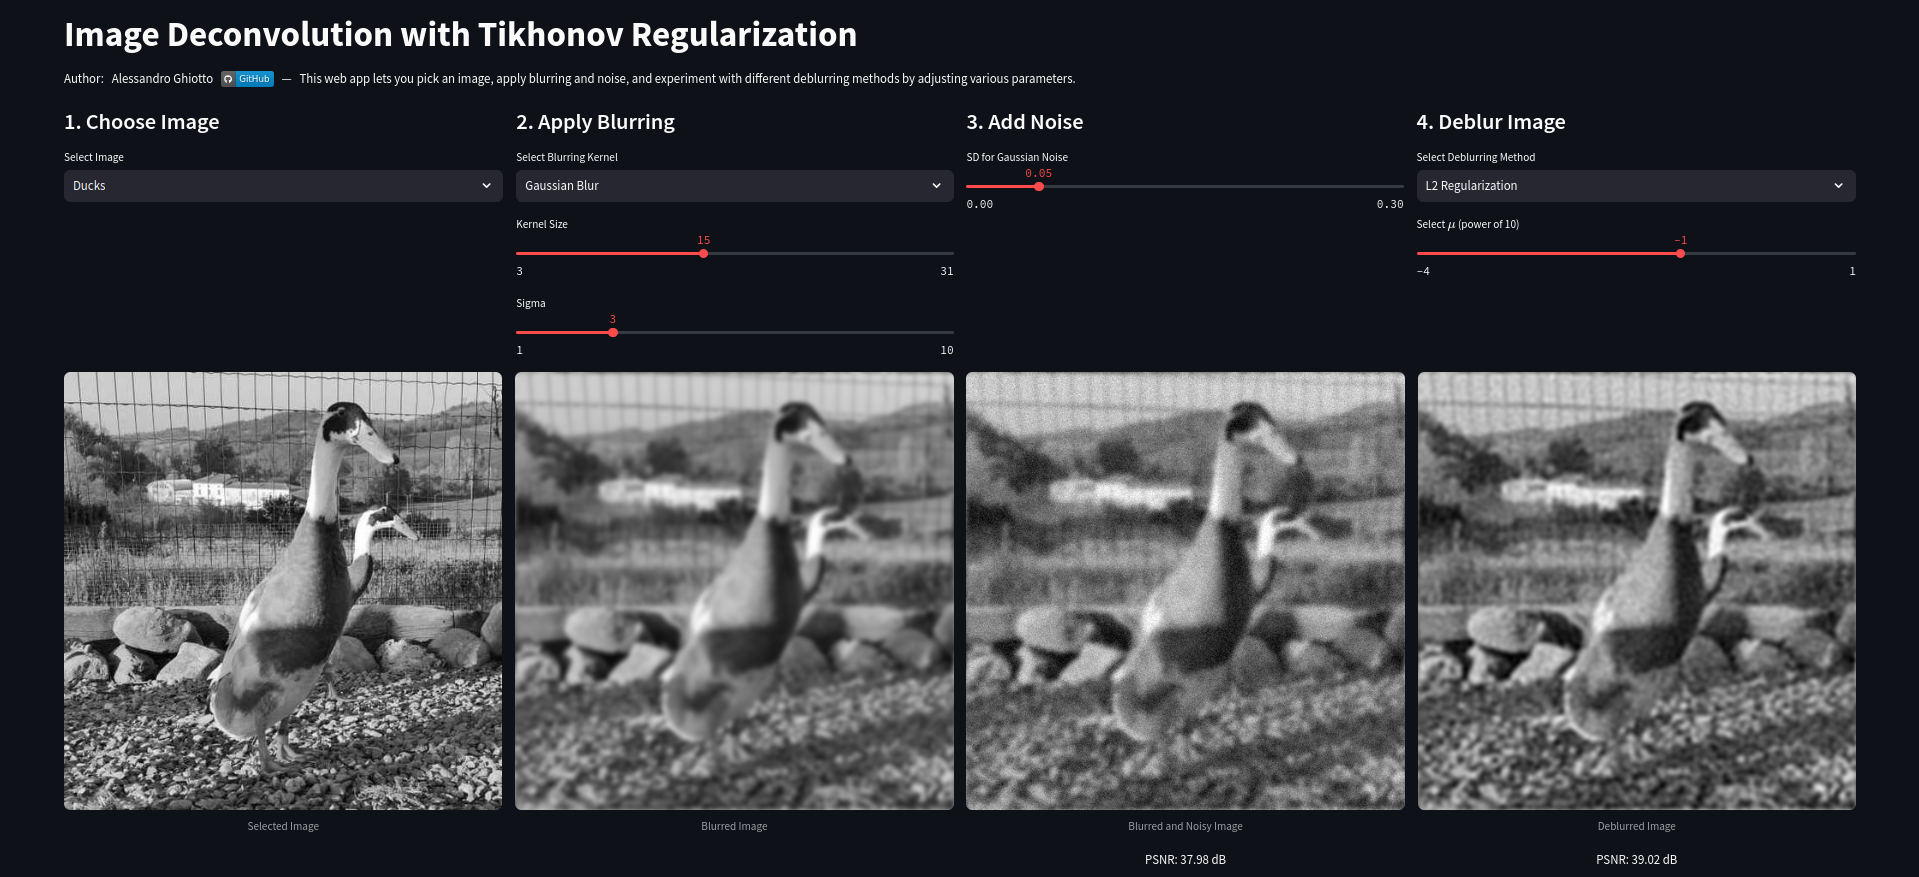 Image Deconvolution with Tikhonov Regularization
Author: Alessandro Ghiotto GitHub — This web app lets you pick an image, apply blurring and noise, and experiment with different deblurring methods by adjusting various parameters.
1. Choose Image
Select Image
Ducks
2. Apply Blurring
Select Blurring Kernel
Gaussian Blur
Kernel Size
15
3 31
Sigma
3
1 10
3. Add Noise
SD for Gaussian Noise
0.05
0.00 0.30
4. Deblur Image
Select Deblurring Method
L2 Regularization
Select μ (power of 10)
−1
−4 1
Selected Image
Blurred Image
Blurred and Noisy Image
PSNR: 37.98 dB
Deblurred Image
PSNR: 39.02 dB